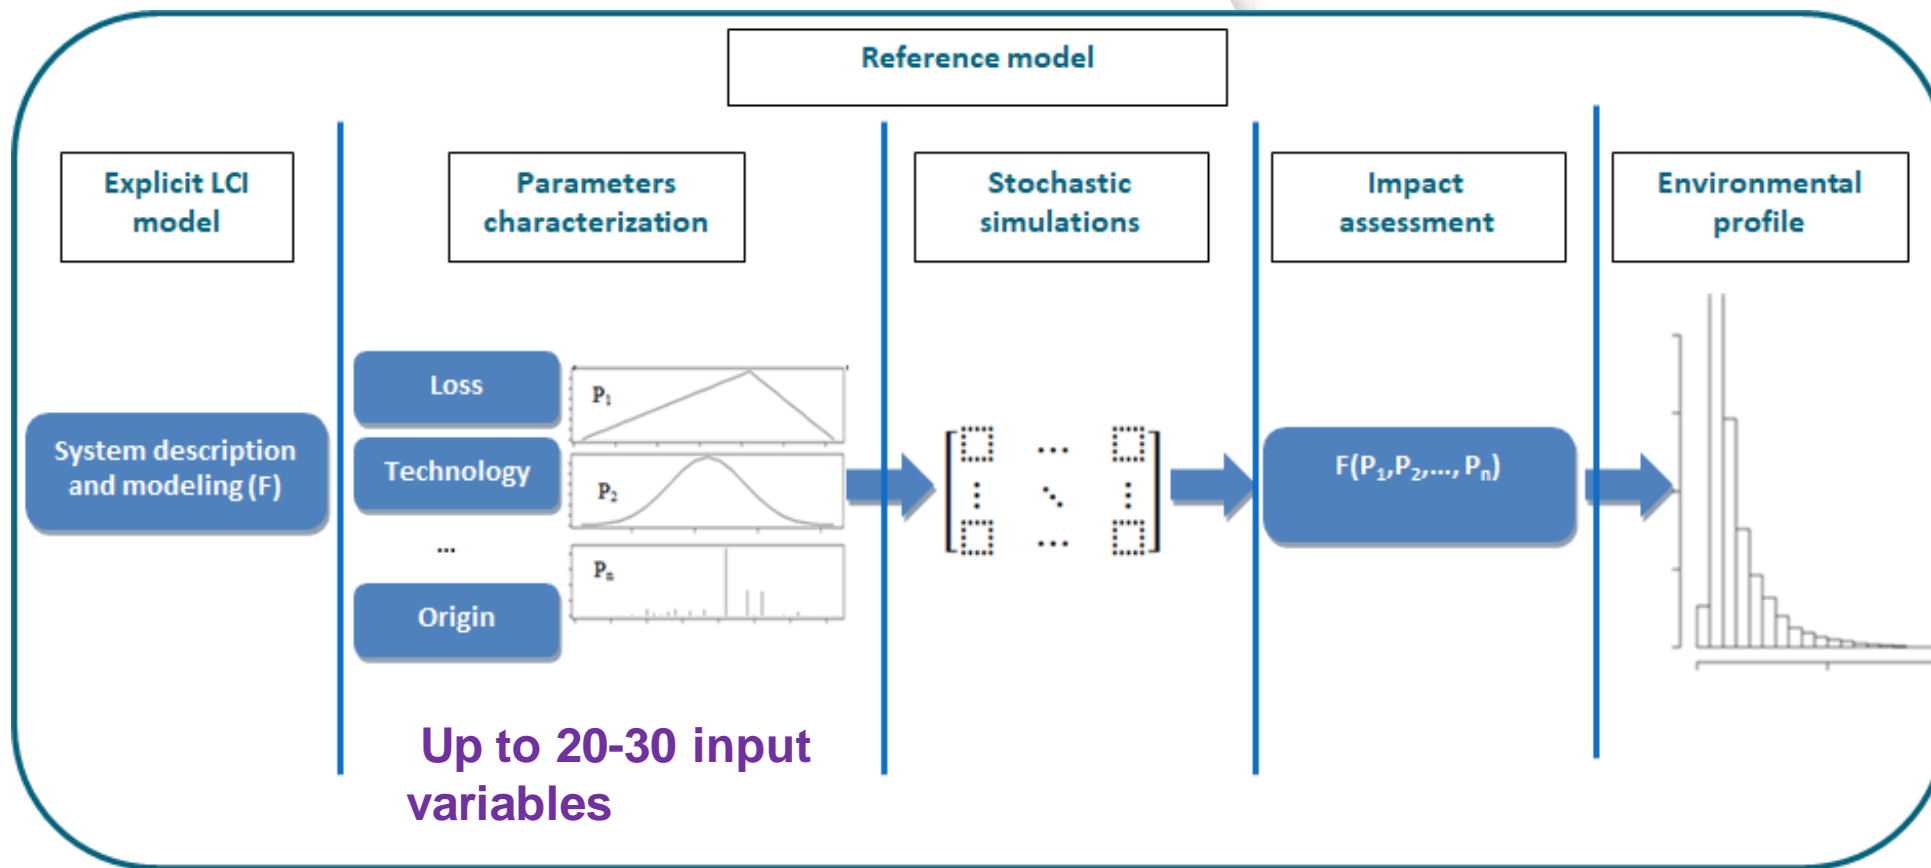 Reference model
Explicit LCI
model
Parameters
characterization
Stochastic
simulations
Impact
assessment
Environmental
profile
System description
and modeling (F)
Loss
P₁
Technology
P₂
...
Origin
Pₙ
... 
...
F(P₁,P₂,..., Pₙ)
Up to 20-30 input
variables